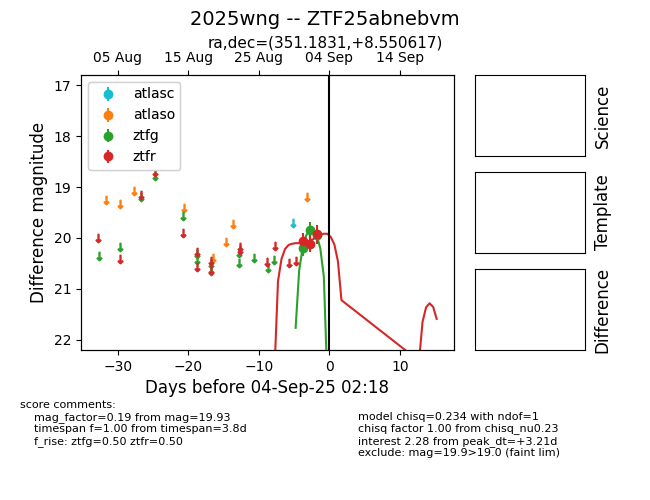 2025wng -- ZTF25abnebvm
ra,dec=(351.1831,+8.550617)
05 Aug 15 Aug 25 Aug 04 Sep 14 Sep
17
18
19
20
21
22
Difference magnitude
atlasc
atlaso
ztfg
ztfr
−30 −20 −10 0 10
Days before 04-Sep-25 02:18
Science
Template
Difference
score comments:
mag_factor=0.19 from mag=19.93
timespan f=1.00 from timespan=3.8d
f_rise: ztfg=0.50 ztfr=0.50
model chisq=0.234 with ndof=1
chisq factor 1.00 from chisq_nu0.23
interest 2.28 from peak_dt=+3.21d
exclude: mag=19.9>19.0 (faint lim)